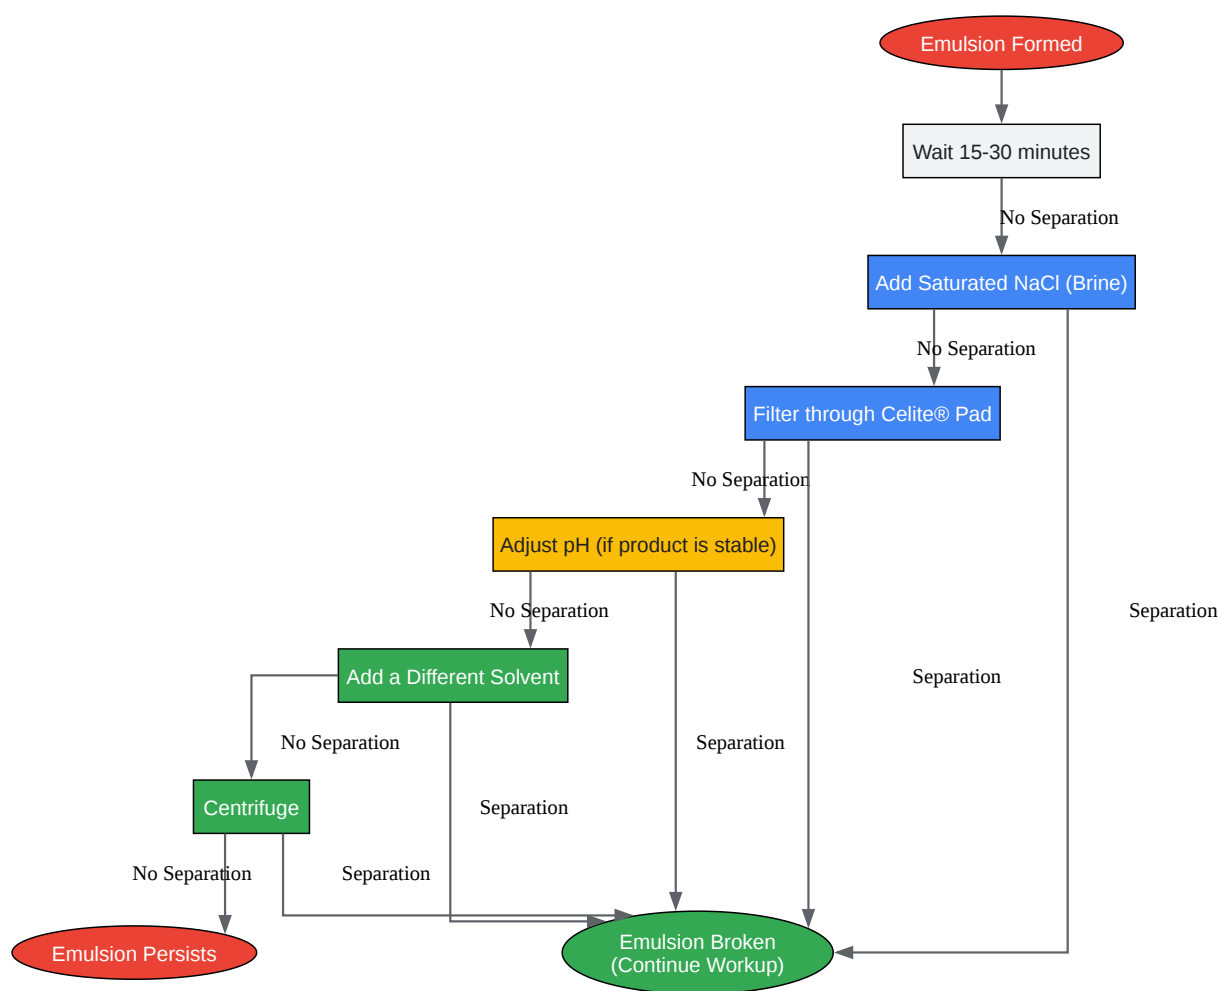 Emulsion Formed
Wait 15-30 minutes
No Separation
Add Saturated NaCl (Brine)
No Separation
Filter through Celite® Pad
No Separation
Adjust pH (if product is stable)
No Separation
Separation
Add a Different Solvent
Separation
No Separation
Separation
Centrifuge
Separation
No Separation
Separation
Emulsion Persists
Emulsion Broken
(Continue Workup)